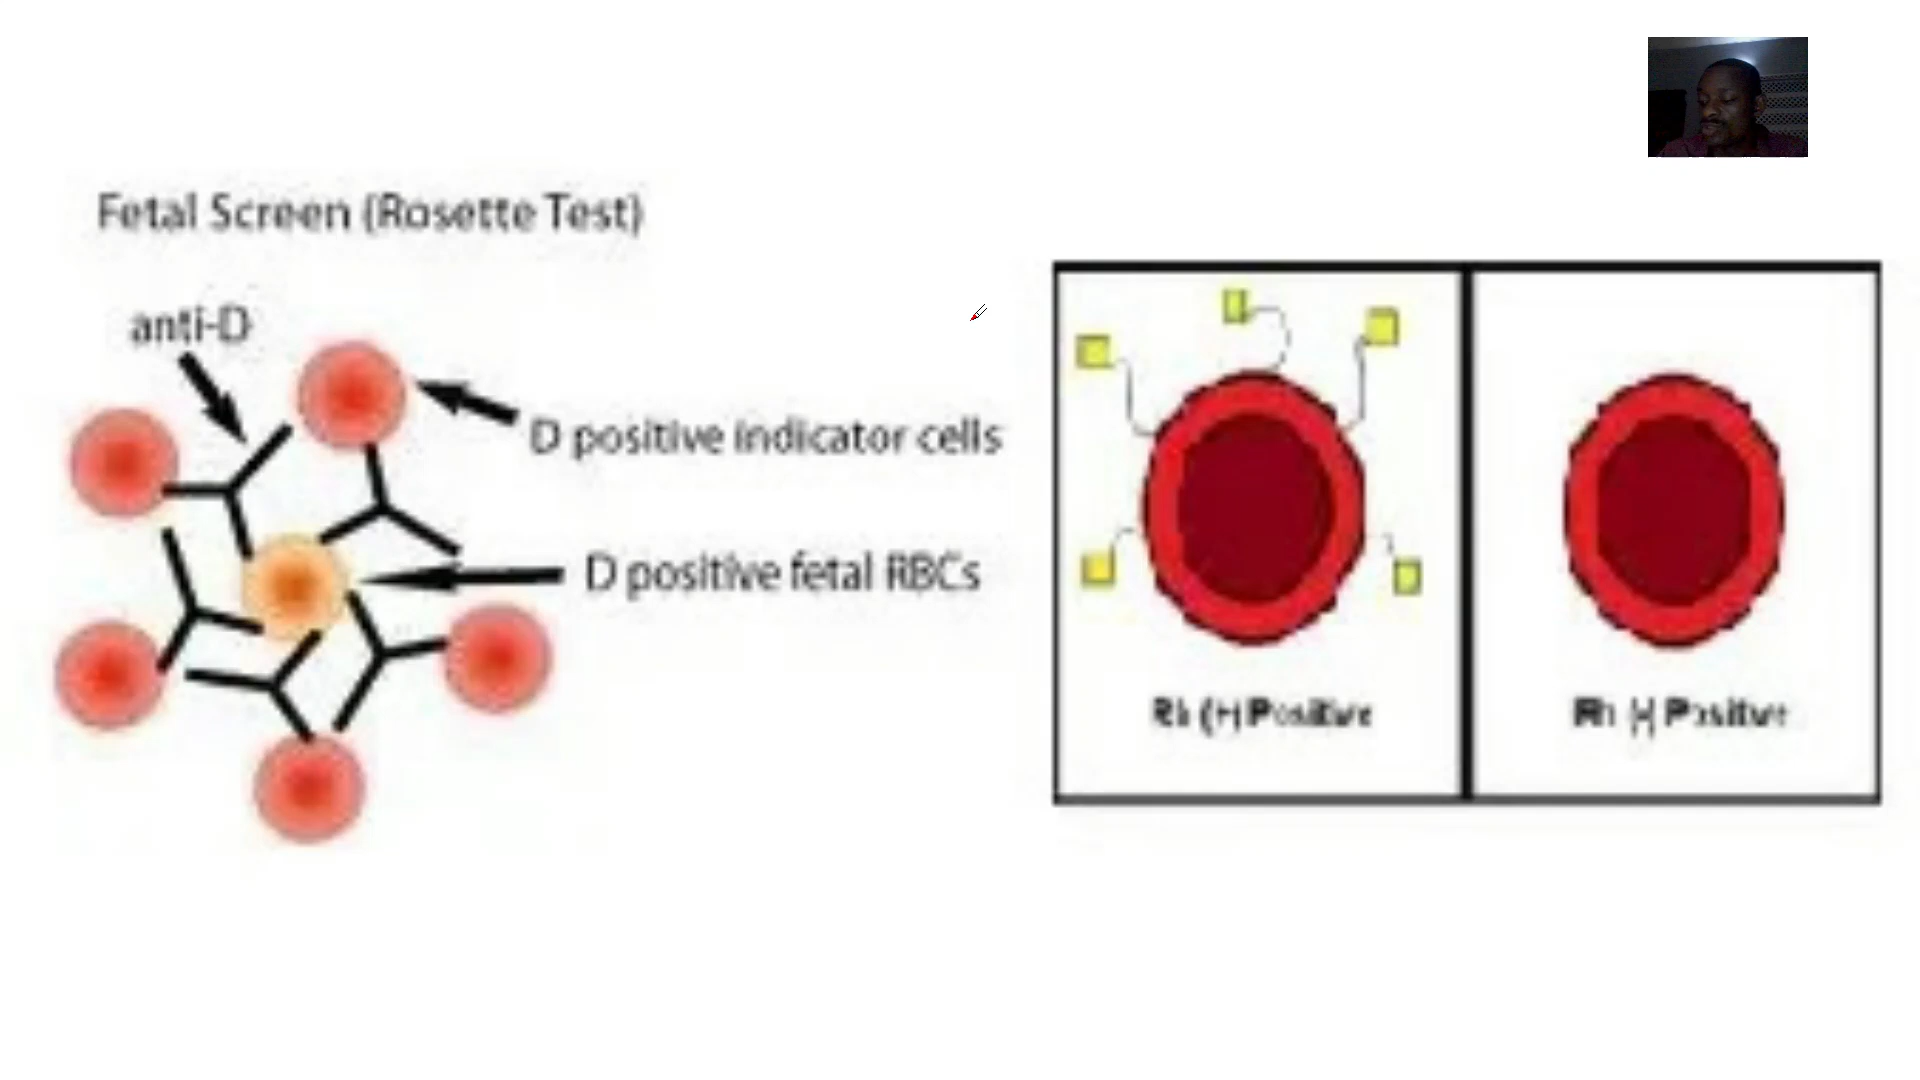 Fetal Screen (Rosette Test)
anti-D
D positive indicator cells
D positive fetal RBCs
Rh (+) Positive
Rh (-) Positive